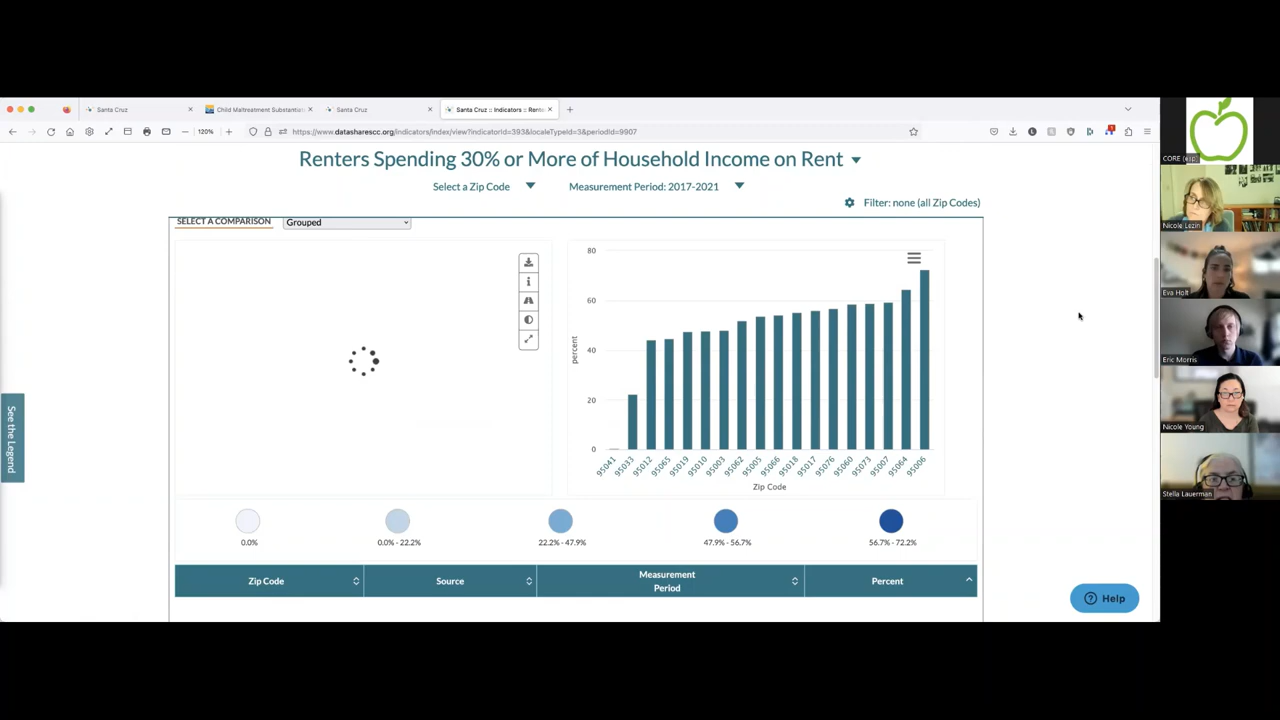 Santa Cruz
Child Maltreatment Substantiat
Santa Cruz
Santa Cruz :: Indicators :: Rente
120%
https://www.datasharescc.org/indicators/index/view?indicatorId=393&localeTypeId=3&periodId=9907
Renters Spending 30% or More of Household Income on Rent
Select a Zip Code
Measurement Period: 2017-2021
Filter: none (all Zip Codes)
SELECT A COMPARISON
Grouped
80
60
40
20
0
percent
95041
95033
95012
95065
95019
95010
95003
95062
95005
95066
95018
95017
95076
95060
95073
95007
95064
95006
Zip Code
0.0%
0.0% - 22.2%
22.2% - 47.9%
47.9% - 56.7%
56.7% - 72.2%
Zip Code
Source
Measurement
Period
Percent
See the Legend
Help
Nicole Lezin
Eva Holt
Eric Morris
Nicole Young
Stella Lauerman